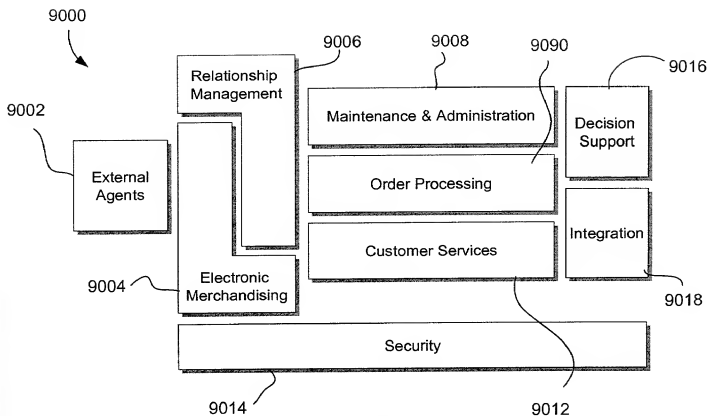 9000
9006
9008
9090
9016
Relationship
Management
9002
Maintenance & Administration
Decision
Support
External
Agents
Order Processing
Customer Services
Integration
9004
Electronic
Merchandising
9018
Security
9014
9012